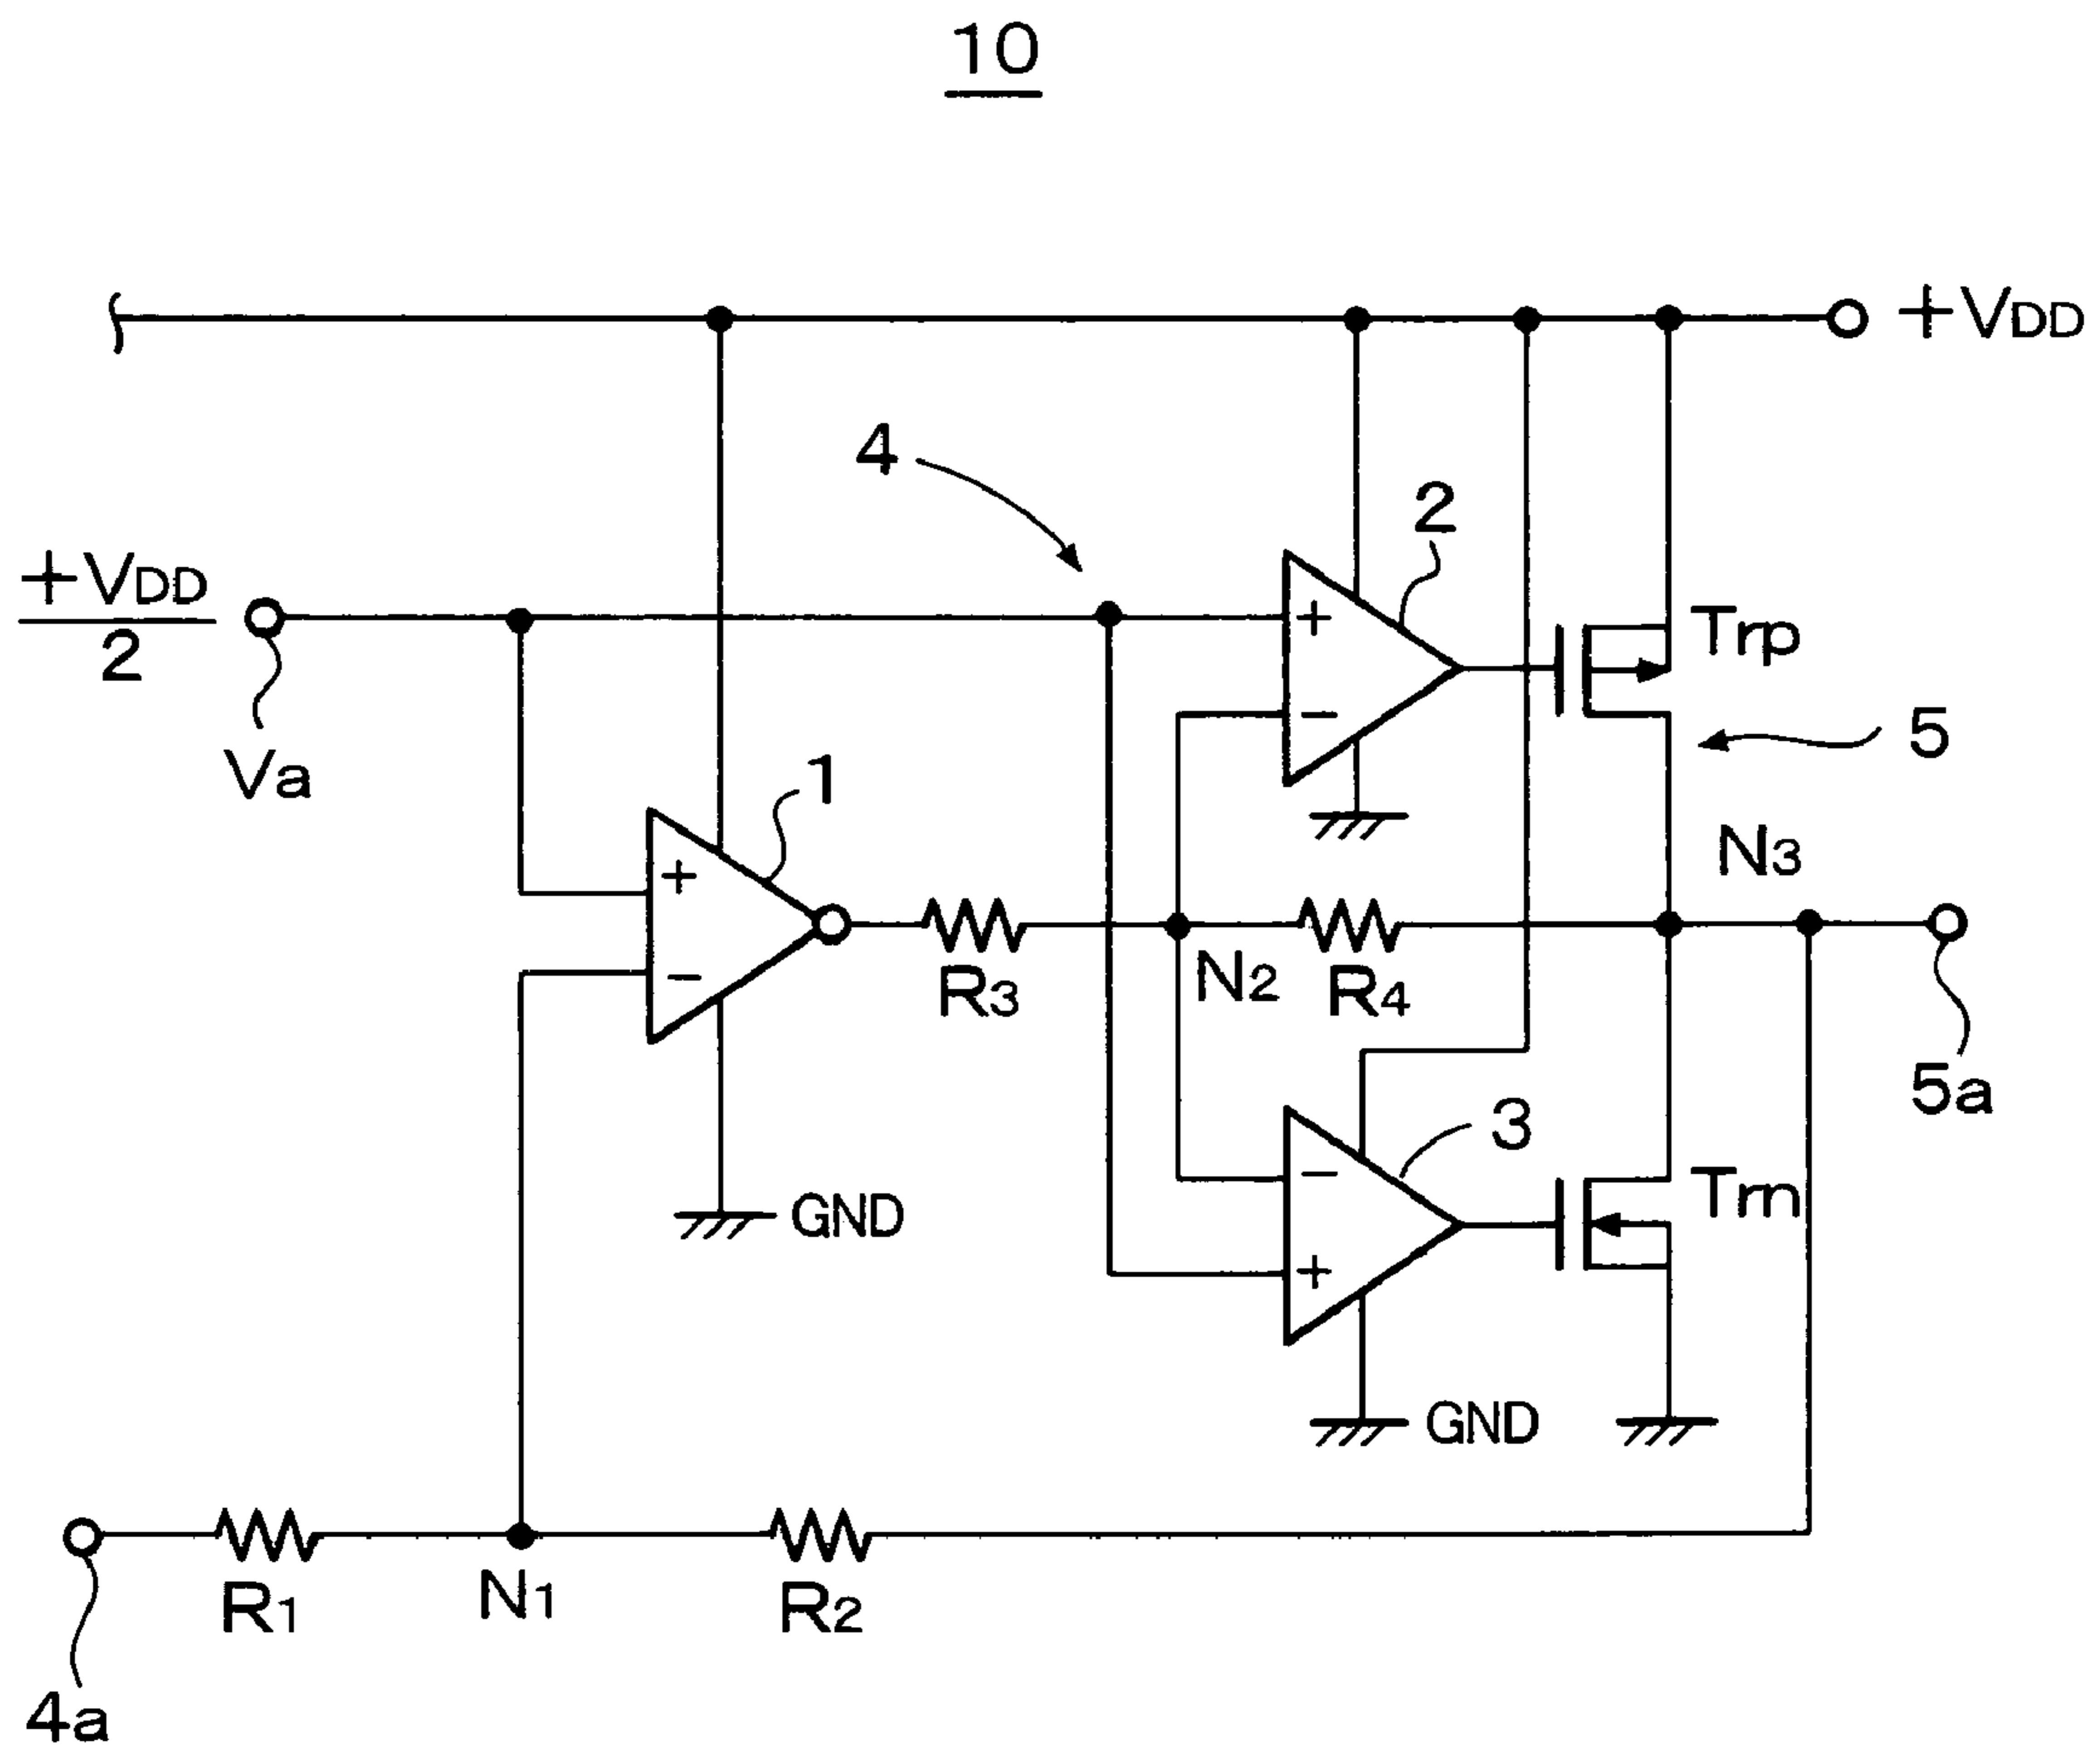 10
+VDD
4
2
+VDD
2
Va
+
−
Trp
5
1
N3
+
−
R3
N2
R4
5a
3
−
+
Trn
GND
GND
R1
N1
R2
4a